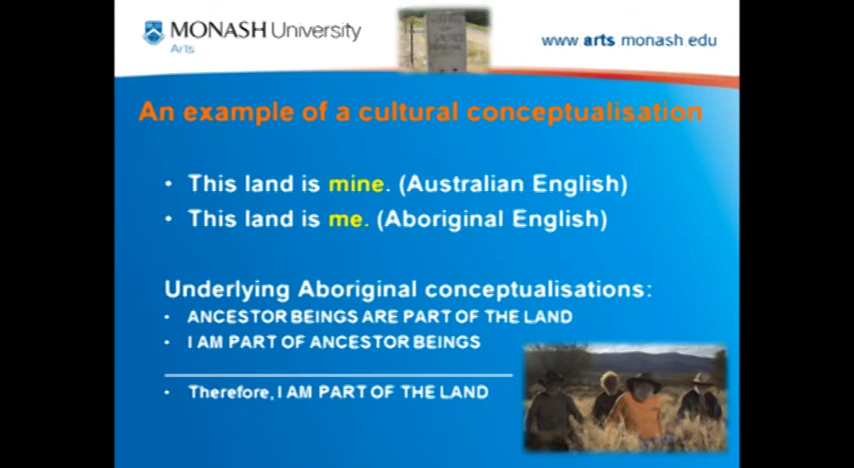 MONASH University
Arts
www arts monash edu
An example of a cultural conceptualisation
• This land is mine. (Australian English)
• This land is me. (Aboriginal English)
Underlying Aboriginal conceptualisations:
• ANCESTOR BEINGS ARE PART OF THE LAND
• I AM PART OF ANCESTOR BEINGS
• Therefore, I AM PART OF THE LAND